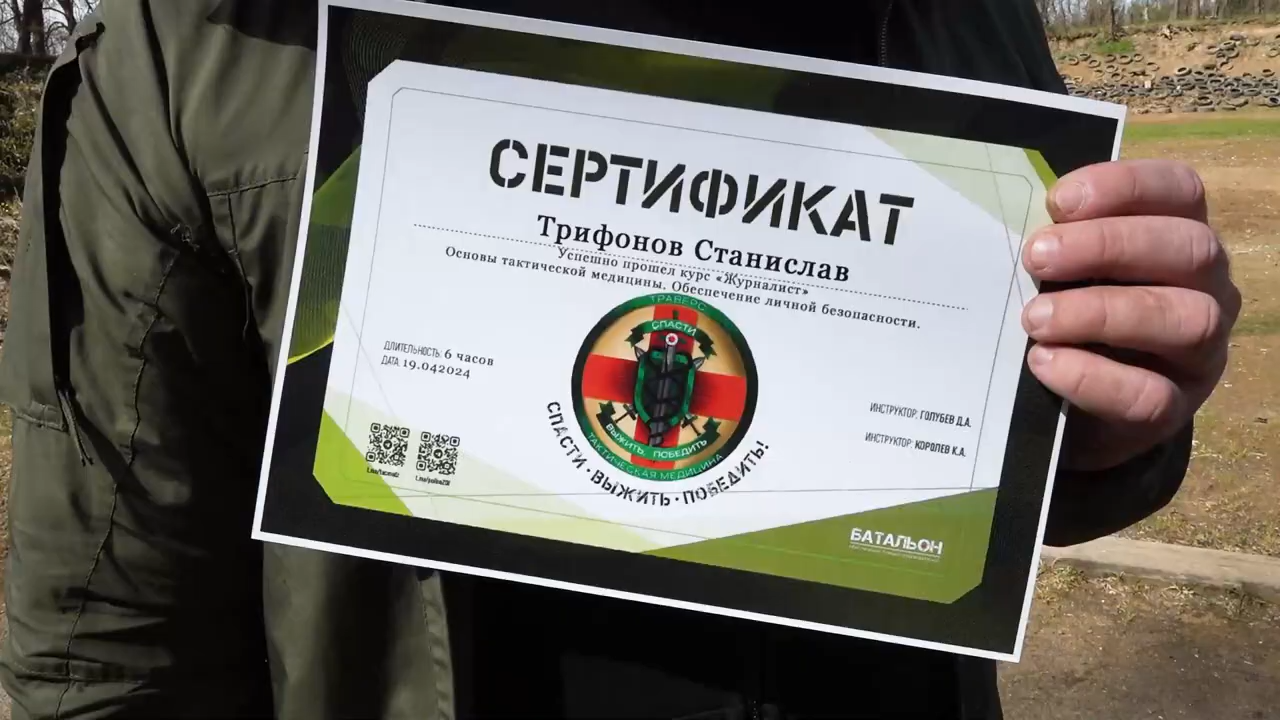 СЕРТИФИКАТ
Трифонов Станислав
Успешно прошел курс «Журналист»
Основы тактической медицины. Обеспечение личной безопасности.
ТРАВЕРС
СПАСТИ
ВЫЖИТЬ, ПОБЕДИТЬ
ТАКТИЧЕСКАЯ МЕДИЦИНА
СПАСТИ · ВЫЖИТЬ · ПОБЕДИТЬ!
ДЛИТЕЛЬНОСТЬ: 6 часов
ДАТА: 19.042024
ИНСТРУКТОР: ГОЛУБЕВ Д.А.
ИНСТРУКТОР: КОРОЛЕВ К.А.
БАТАЛЬОН